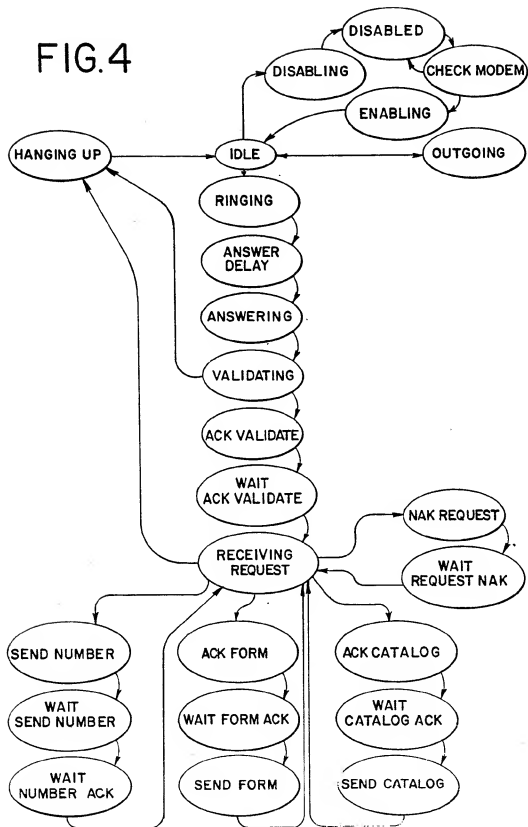 FIG.4
DISABLED
DISABLING
CHECK MODEM
ENABLING
HANGING UP
IDLE
OUTGOING
RINGING
ANSWER
DELAY
ANSWERING
VALIDATING
ACK VALIDATE
WAIT
ACK VALIDATE
NAK REQUEST
RECEIVING
REQUEST
WAIT
REQUEST NAK
SEND NUMBER
ACK FORM
ACK CATALOG
WAIT
SEND NUMBER
WAIT FORM ACK
WAIT
CATALOG ACK
WAIT
NUMBER ACK
SEND FORM
SEND CATALOG